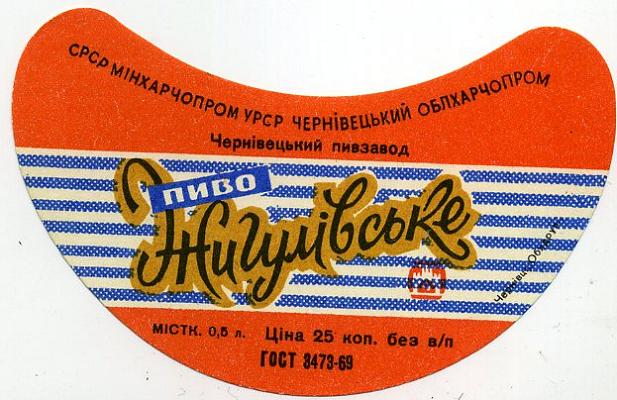 СРСР МІНХАРЧОПРОМ УРСР ЧЕРНІВЕЦЬКИЙ ОБЛХАРЧОПРОМ
Чернівецький пивзавод
ПИВО
Жигулівське
МІСТК. 0,5 л. Ціна 25 коп. без в/п
ГОСТ 3473-69